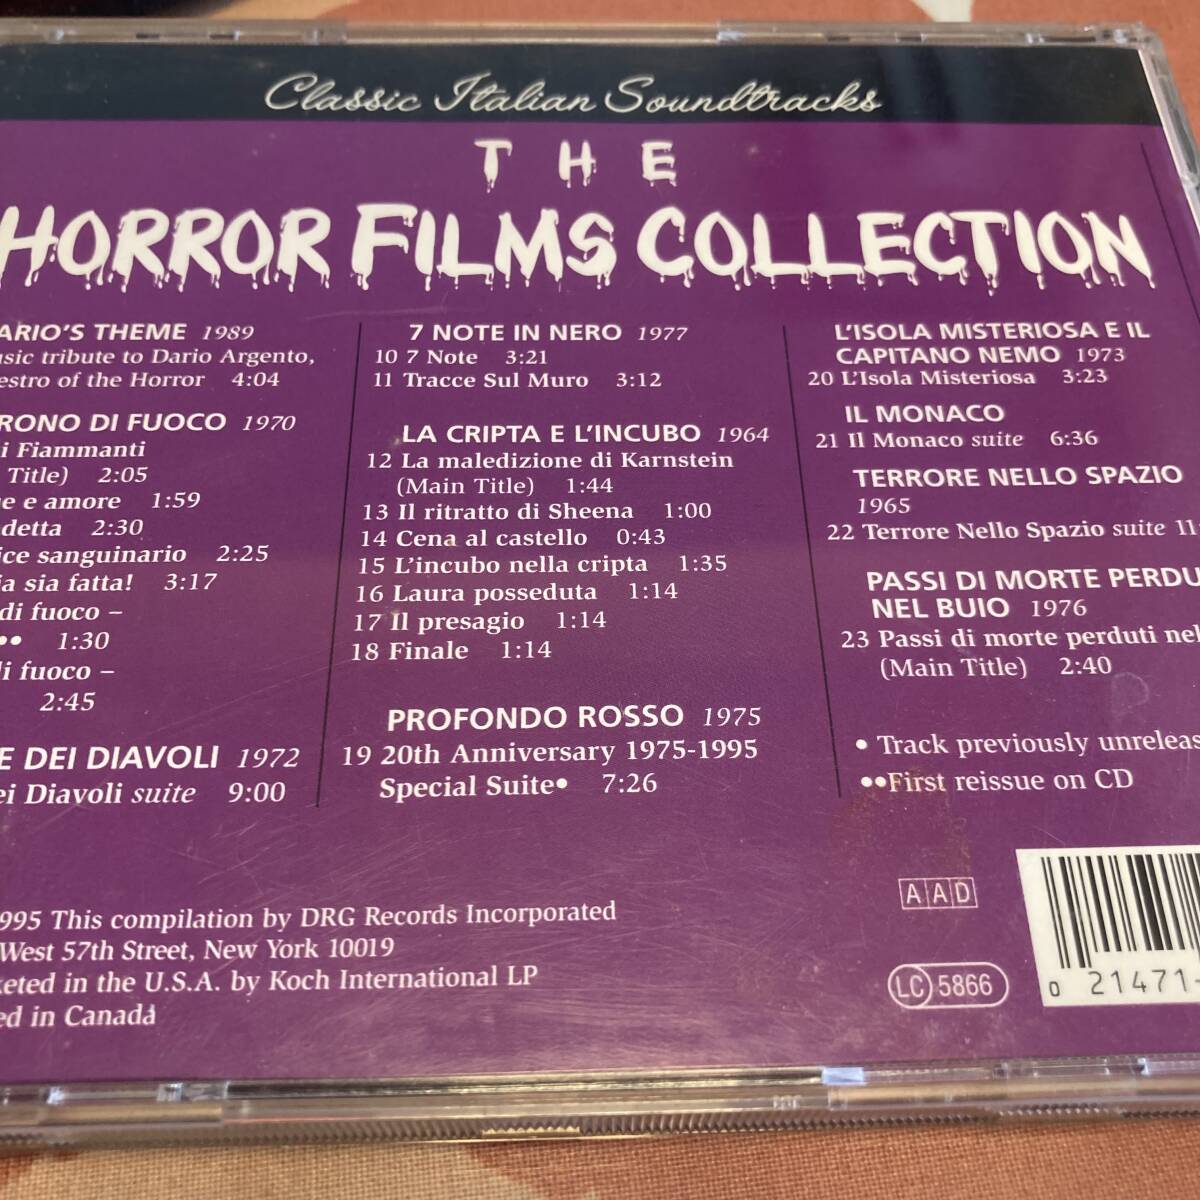 Classic Italian Soundtracks
THE
HORROR FILMS COLLECTION
ARIO'S THEME 1989
usic tribute to Dario Argento,
estro of the Horror 4:04
RONO DI FUOCO 1970
i Fiammanti
Title) 2:05
e e amore 1:59
detta 2:30
ice sanguinario 2:25
ia sia fatta! 3:17
di fuoco –
•• 1:30
di fuoco –
2:45
E DEI DIAVOLI 1972
ei Diavoli suite 9:00
7 NOTE IN NERO 1977
10 7 Note 3:21
11 Tracce Sul Muro 3:12
LA CRIPTA E L'INCUBO 1964
12 La maledizione di Karnstein
(Main Title) 1:44
13 Il ritratto di Sheena 1:00
14 Cena al castello 0:43
15 L'incubo nella cripta 1:35
16 Laura posseduta 1:14
17 Il presagio 1:14
18 Finale 1:14
PROFONDO ROSSO 1975
19 20th Anniversary 1975-1995
Special Suite• 7:26
L'ISOLA MISTERIOSA E IL
CAPITANO NEMO 1973
20 L'Isola Misteriosa 3:23
IL MONACO
21 Il Monaco suite 6:36
TERRORE NELLO SPAZIO
1965
22 Terrore Nello Spazio suite 11
PASSI DI MORTE PERDU
NEL BUIO 1976
23 Passi di morte perduti nel
(Main Title) 2:40
• Track previously unreleas
••First reissue on CD
995 This compilation by DRG Records Incorporated
West 57th Street, New York 10019
keted in the U.S.A. by Koch International LP
ed in Canada
AAD
LC 5866
0 21471-